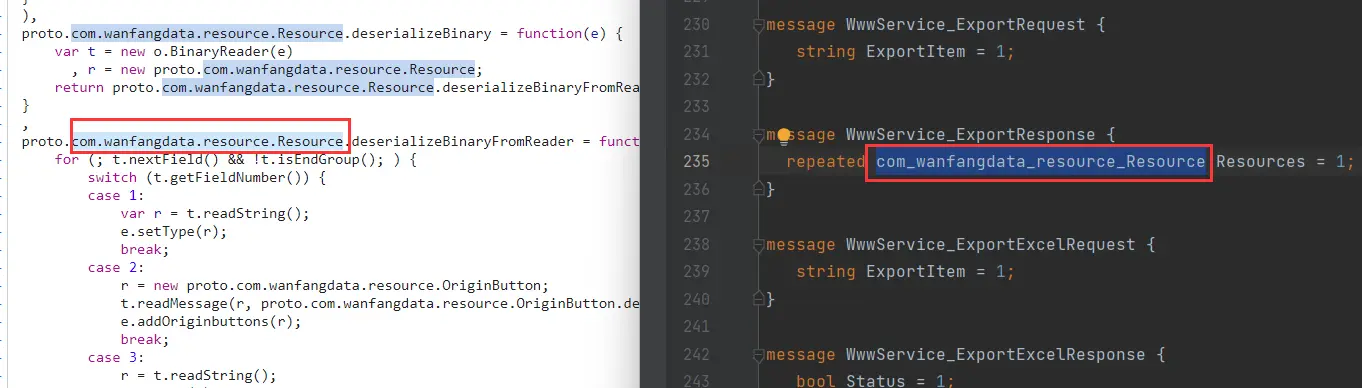 }
),
proto.com.wanfangdata.resource.Resource.deserializeBinary = function(e) {
var t = new o.BinaryReader(e)
, r = new proto.com.wanfangdata.resource.Resource;
return proto.com.wanfangdata.resource.Resource.deserializeBinaryFromRea
}
,
proto.com.wanfangdata.resource.Resource.deserializeBinaryFromReader = func
for (; t.nextField() && !t.isEndGroup(); ) {
switch (t.getFieldNumber()) {
case 1:
var r = t.readString();
e.setType(r);
break;
case 2:
r = new proto.com.wanfangdata.resource.OriginButton;
t.readMessage(r, proto.com.wanfangdata.resource.OriginButton.de
e.addOriginbuttons(r);
break;
case 3:
r = t.readString();
230 message WwwService_ExportRequest {
231 string ExportItem = 1;
232 }
233
234 message WwwService_ExportResponse {
235 repeated com_wanfangdata_resource_Resource Resources = 1;
236 }
237
238 message WwwService_ExportExcelRequest {
239 string ExportItem = 1;
240 }
241
242 message WwwService_ExportExcelResponse {
243 bool Status = 1;